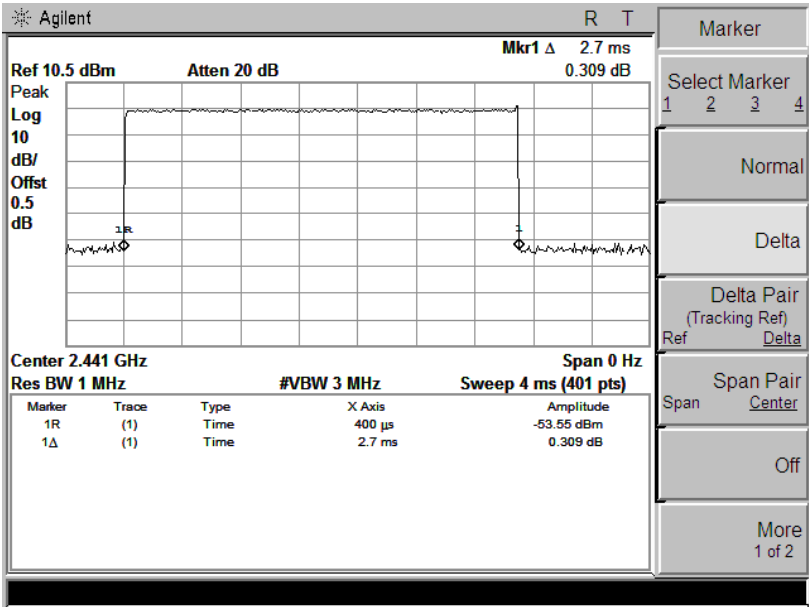 Agilent
R T
Mkr1 Δ 2.7 ms
Ref 10.5 dBm Atten 20 dB 0.309 dB
Peak
Log
10
dB/
Offst
0.5
dB
1R
1
Center 2.441 GHz Span 0 Hz
Res BW 1 MHz #VBW 3 MHz Sweep 4 ms (401 pts)
Marker Trace Type X Axis Amplitude
1R (1) Time 400 µs -53.55 dBm
1Δ (1) Time 2.7 ms 0.309 dB
Marker
Select Marker
1 2 3 4
Normal
Delta
Delta Pair
(Tracking Ref)
Ref Delta
Span Pair
Span Center
Off
More
1 of 2